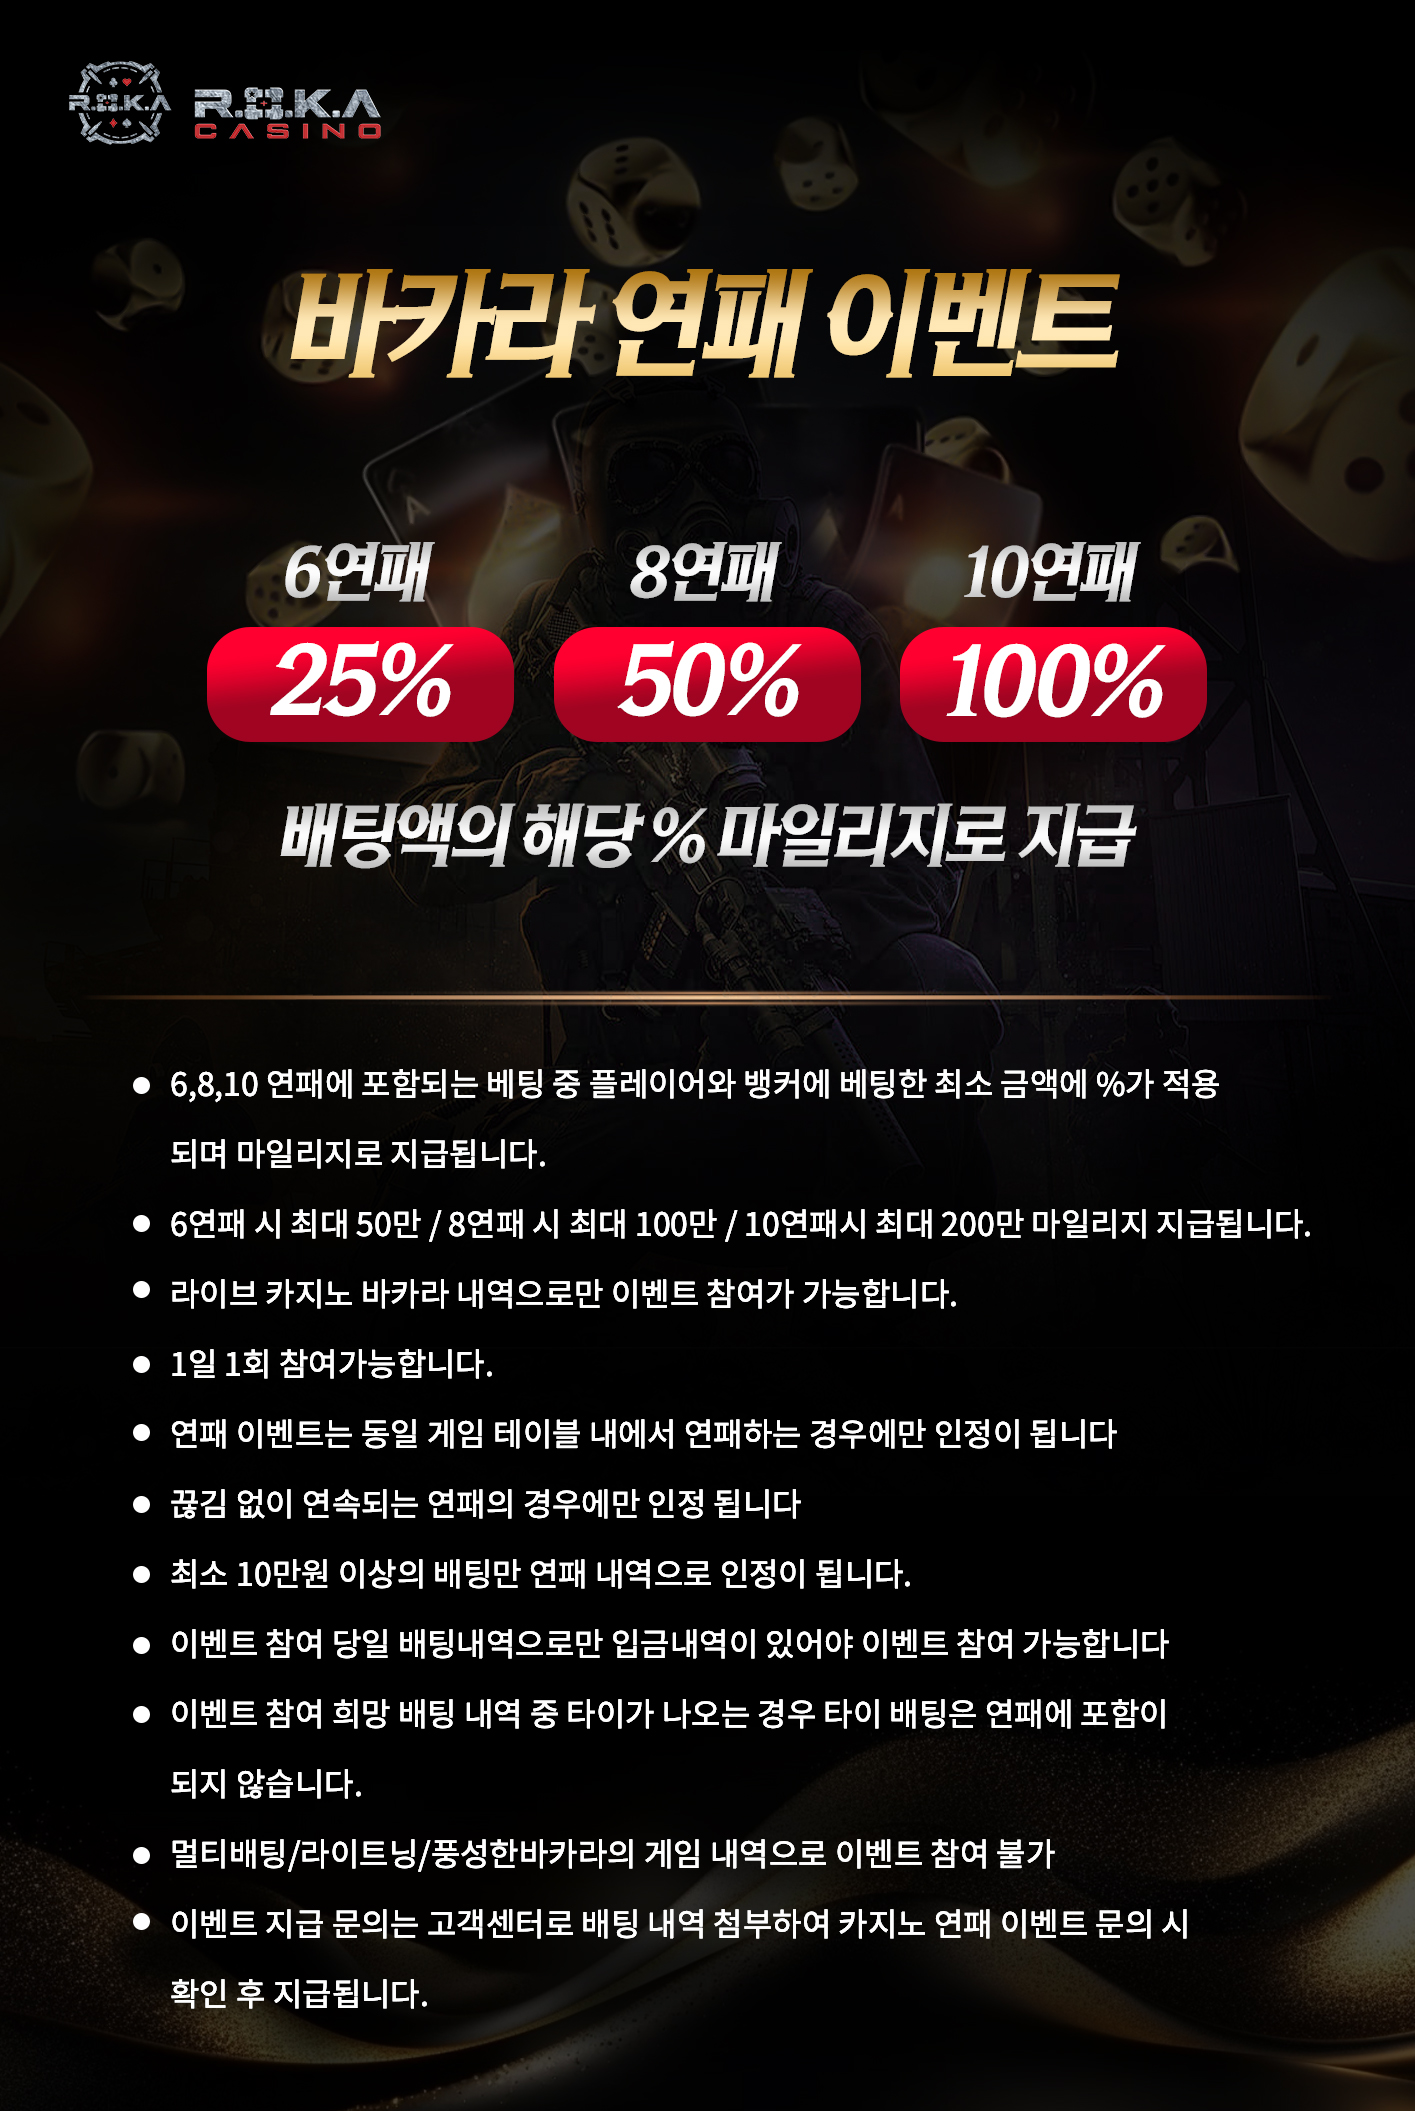 R.O.K.A
R.O.K.A
CASINO
바카라 연패 이벤트
6연패 8연패 10연패
25% 50% 100%
배팅액의 해당 % 마일리지로 지급
● 6,8,10 연패에 포함되는 베팅 중 플레이어와 뱅커에 베팅한 최소 금액에 %가 적용
되며 마일리지로 지급됩니다.
● 6연패 시 최대 50만 / 8연패 시 최대 100만 / 10연패시 최대 200만 마일리지 지급됩니다.
● 라이브 카지노 바카라 내역으로만 이벤트 참여가 가능합니다.
● 1일 1회 참여가능합니다.
● 연패 이벤트는 동일 게임 테이블 내에서 연패하는 경우에만 인정이 됩니다
● 끊김 없이 연속되는 연패의 경우에만 인정 됩니다
● 최소 10만원 이상의 배팅만 연패 내역으로 인정이 됩니다.
● 이벤트 참여 당일 배팅내역으로만 입금내역이 있어야 이벤트 참여 가능합니다
● 이벤트 참여 희망 배팅 내역 중 타이가 나오는 경우 타이 배팅은 연패에 포함이
되지 않습니다.
● 멀티배팅/라이트닝/풍성한바카라의 게임 내역으로 이벤트 참여 불가
● 이벤트 지급 문의는 고객센터로 배팅 내역 첨부하여 카지노 연패 이벤트 문의 시
확인 후 지급됩니다.